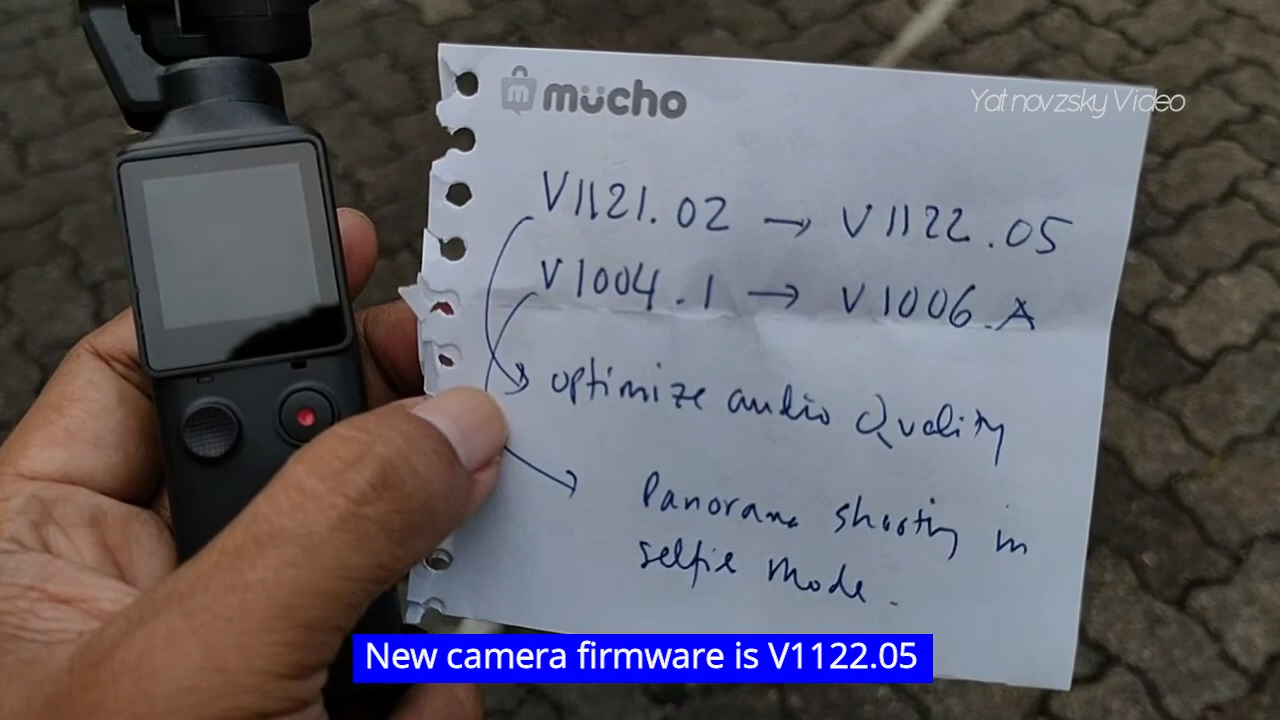 mücho
Yatnovzsky Video
V1121.02 → V1122.05
V1004.1 → V1006.A
optimize audio Quality
Panorama shooting in
selfie mode.
New camera firmware is V1122.05